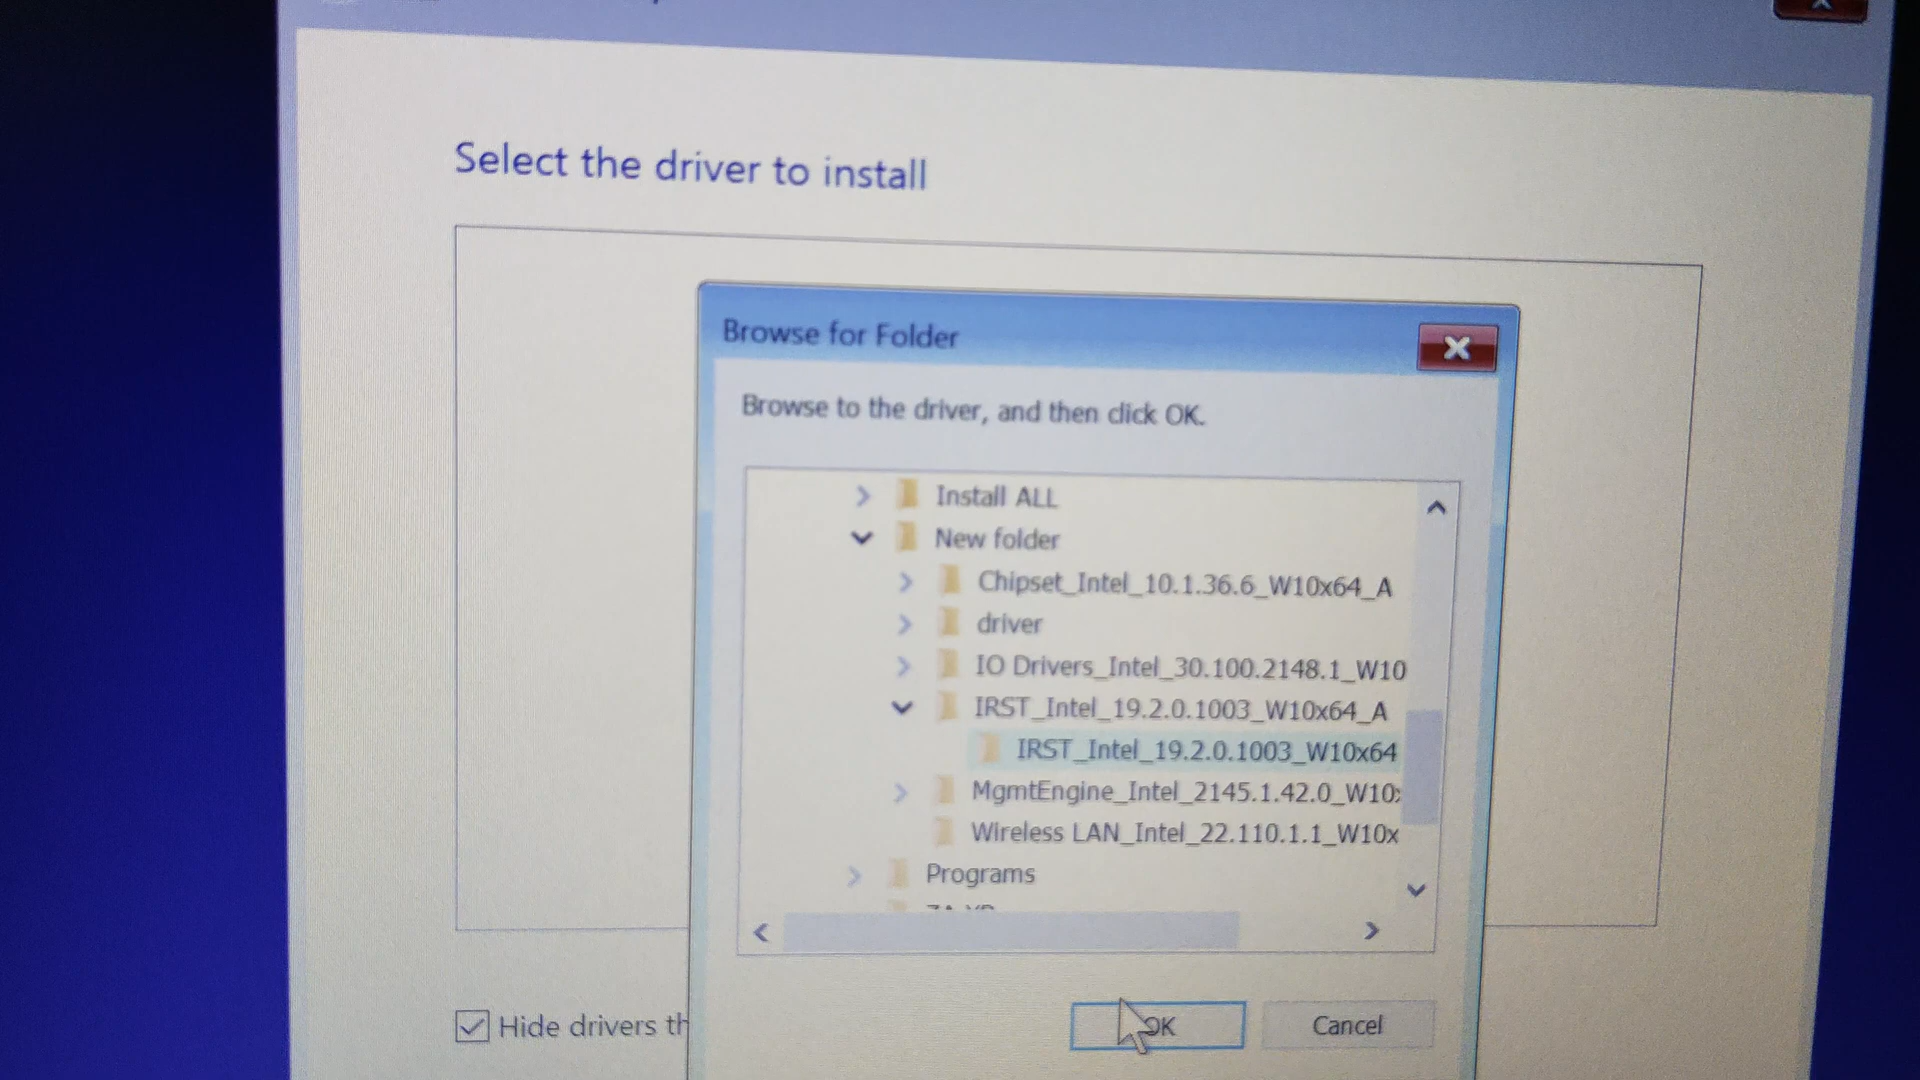 Select the driver to install
Browse for Folder
Browse to the driver, and then click OK.
Install ALL
New folder
Chipset_Intel_10.1.36.6_W10x64_A
driver
IO Drivers_Intel_30.100.2148.1_W10
IRST_Intel_19.2.0.1003_W10x64_A
IRST_Intel_19.2.0.1003_W10x64
MgmtEngine_Intel_2145.1.42.0_W10x
Wireless LAN_Intel_22.110.1.1_W10x
Programs
Hide drivers th
OK
Cancel